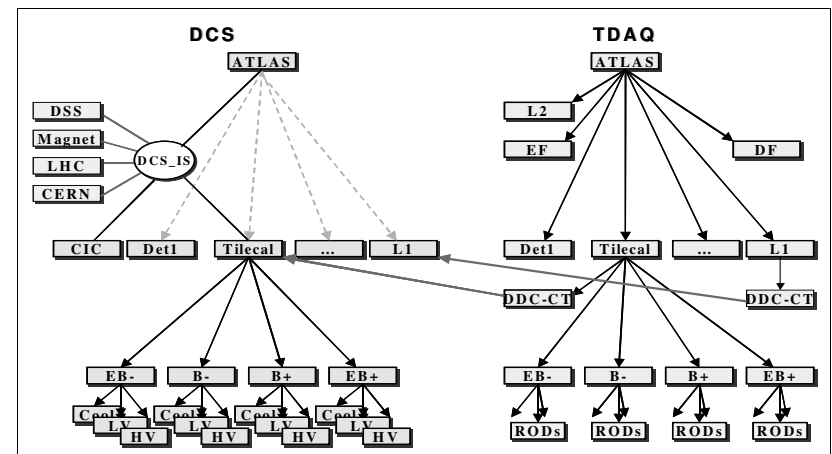 DCS TDAQ
ATLAS ATLAS
DSS L2
Magnet EF DF
DCS_IS
LHC
CERN
CIC Det1 Tilecal ... L1 Det1 Tilecal ... L1
DDC-CT DDC-CT
EB- B- B+ EB+ EB- B- B+ EB+
Cool Cool Cool Cool
LV LV LV LV
HV HV HV HV RODs RODs RODs RODs